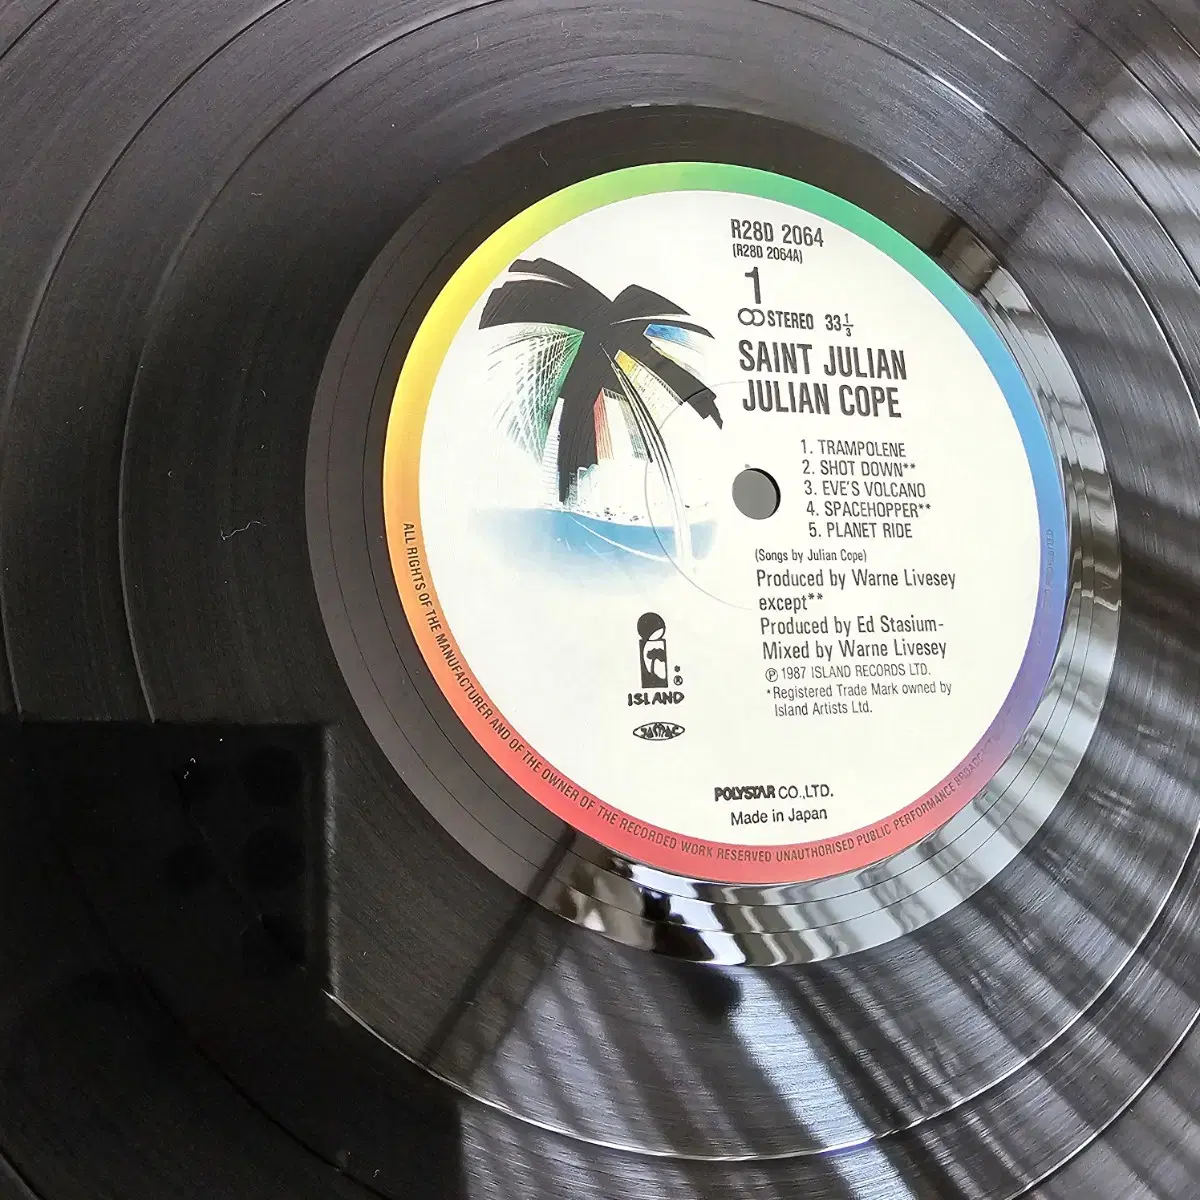 R28D 2064
(R28D 2064A)
1
STEREO 33 1/3
SAINT JULIAN
JULIAN COPE
1. TRAMPOLENE
2. SHOT DOWN**
3. EVE'S VOLCANO
4. SPACEHOPPER**
5. PLANET RIDE
(Songs by Julian Cope)
Produced by Warne Livesey
except**
Produced by Ed Stasium-
Mixed by Warne Livesey
℗ 1987 ISLAND RECORDS LTD.
*Registered Trade Mark owned by
Island Artists Ltd.
ISLAND
®
JASRAC
POLYSTAR CO.,LTD.
Made in Japan
ALL RIGHTS OF THE MANUFACTURER AND OF THE OWNER OF THE RECORDED WORK RESERVED UNAUTHORISED PUBLIC PERFORMANCE